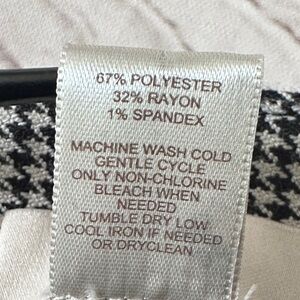 67% POLYESTER
32% RAYON
1% SPANDEX
MACHINE WASH COLD
GENTLE CYCLE
ONLY NON-CHLORINE
BLEACH WHEN
NEEDED
TUMBLE DRY LOW
COOL IRON IF NEEDED
OR DRYCLEAN